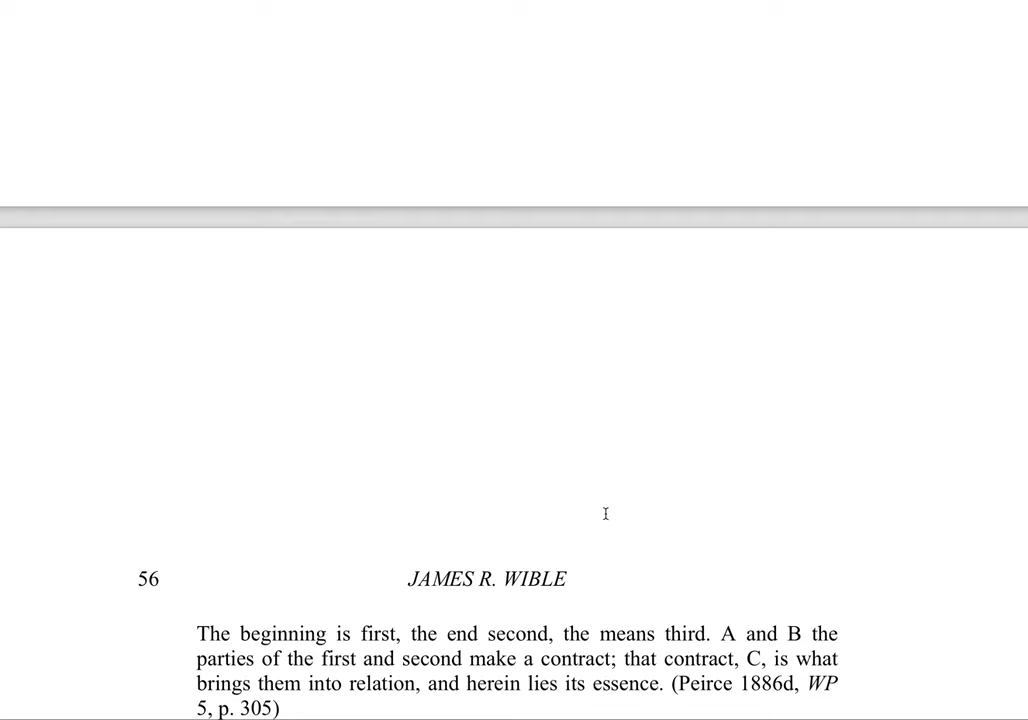 56 JAMES R. WIBLE
The beginning is first, the end second, the means third. A and B the
parties of the first and second make a contract; that contract, C, is what
brings them into relation, and herein lies its essence. (Peirce 1886d, WP
5, p. 305)